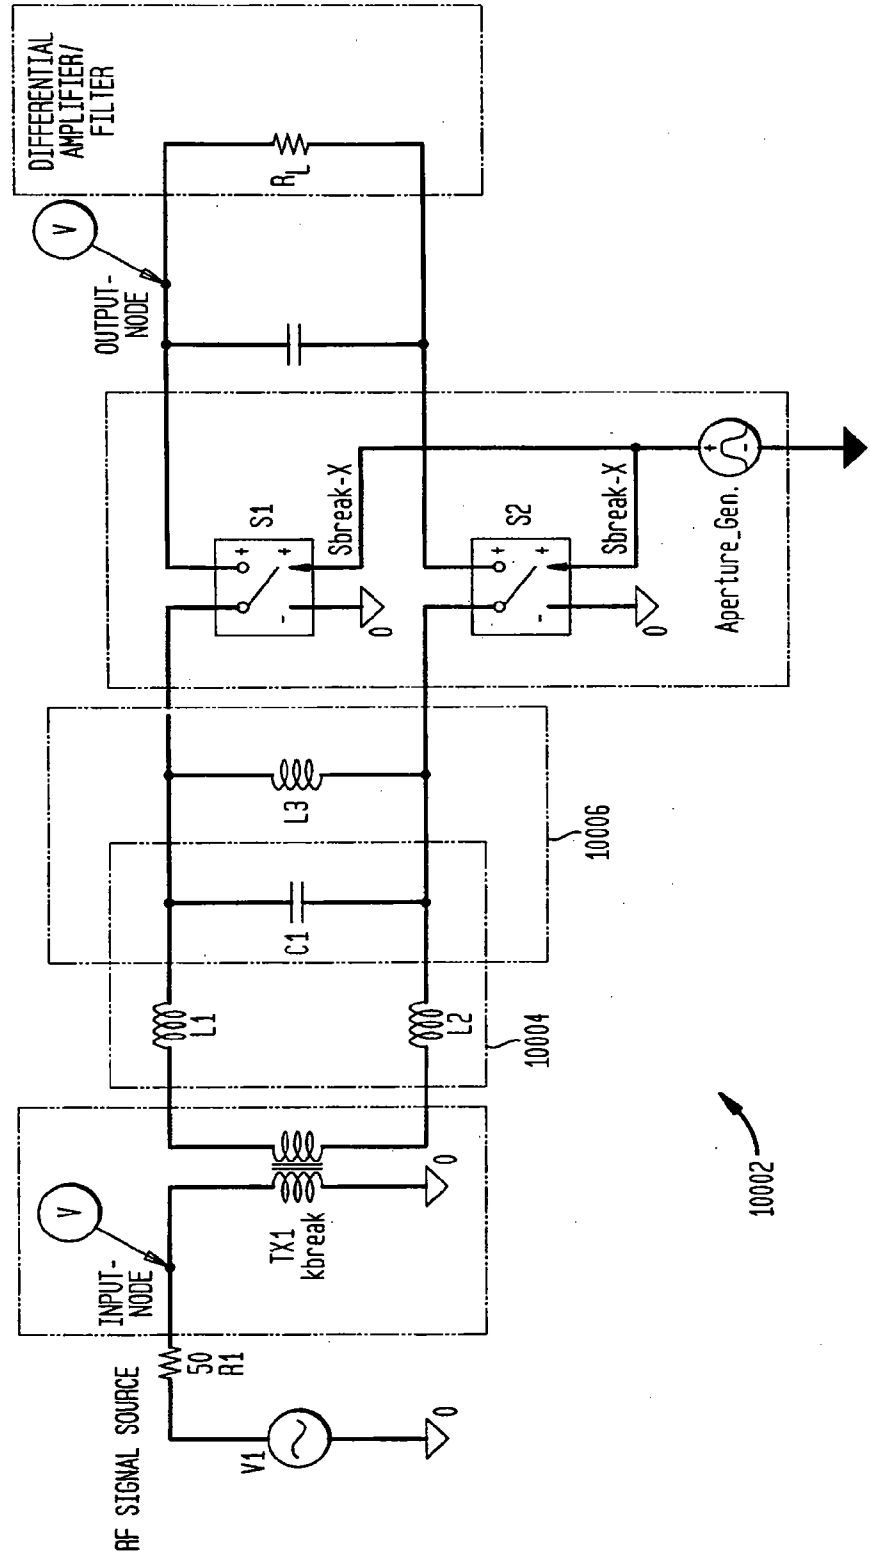 RF SIGNAL SOURCE
V1
0
50
R1
INPUT-
NODE
V
TX1
kbreak
0
L1
L2
10004
C1
L3
10006
S1
+
+
-
Sbreak-X
0
S2
+
+
-
Sbreak-X
0
Aperture_Gen.
+
-
OUTPUT-
NODE
V
RL
DIFFERENTIAL
AMPLIFIER/
FILTER
10002